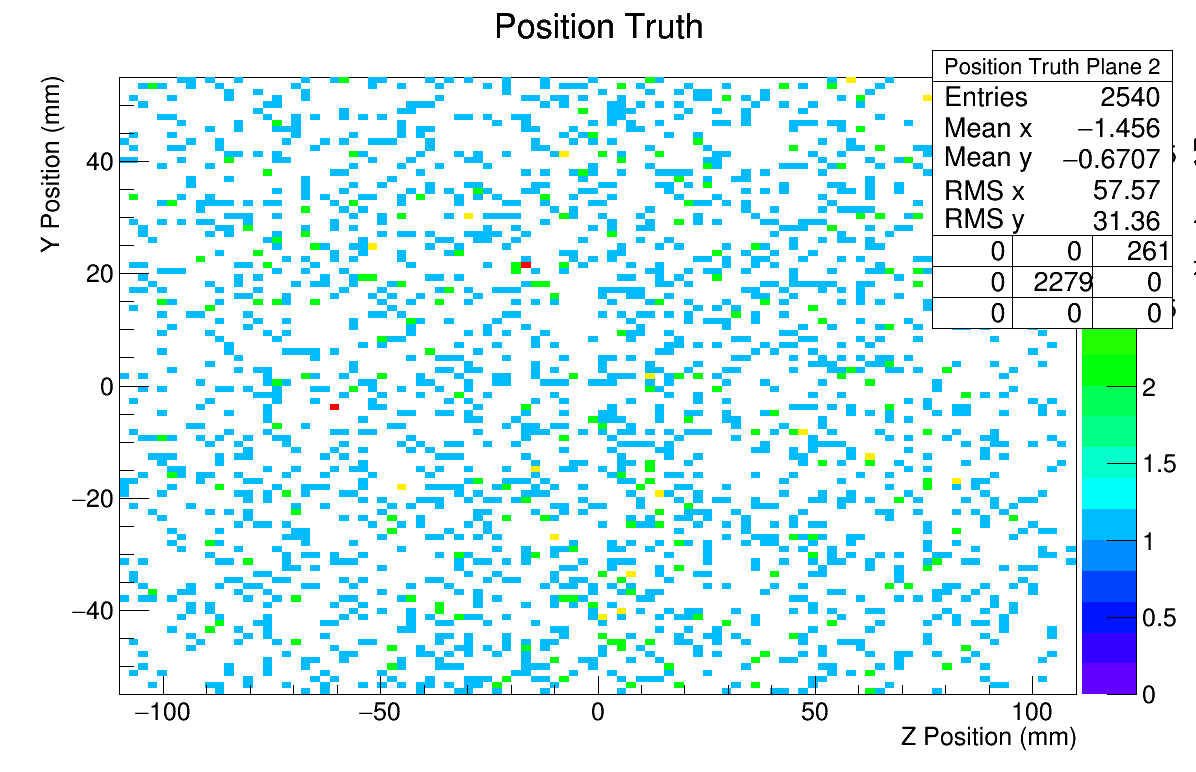 Position Truth
Position Truth Plane 2
Entries 2540
Mean x −1.456
Mean y −0.6707
RMS x 57.57
RMS y 31.36
0 0 261
0 2279 0
0 0 0
Y Position (mm)
40
20
0
−20
−40
2
1.5
1
0.5
0
−100 −50 0 50 100
Z Position (mm)